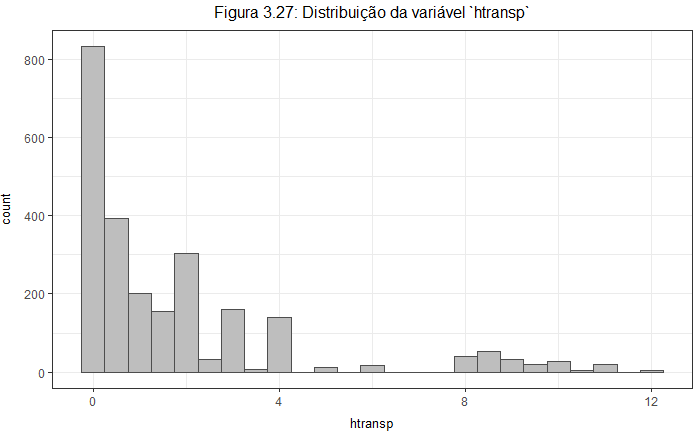 Figura 3.27: Distribuição da variável `htransp`
800
600
400
200
0
count
0 4 8 12
htransp